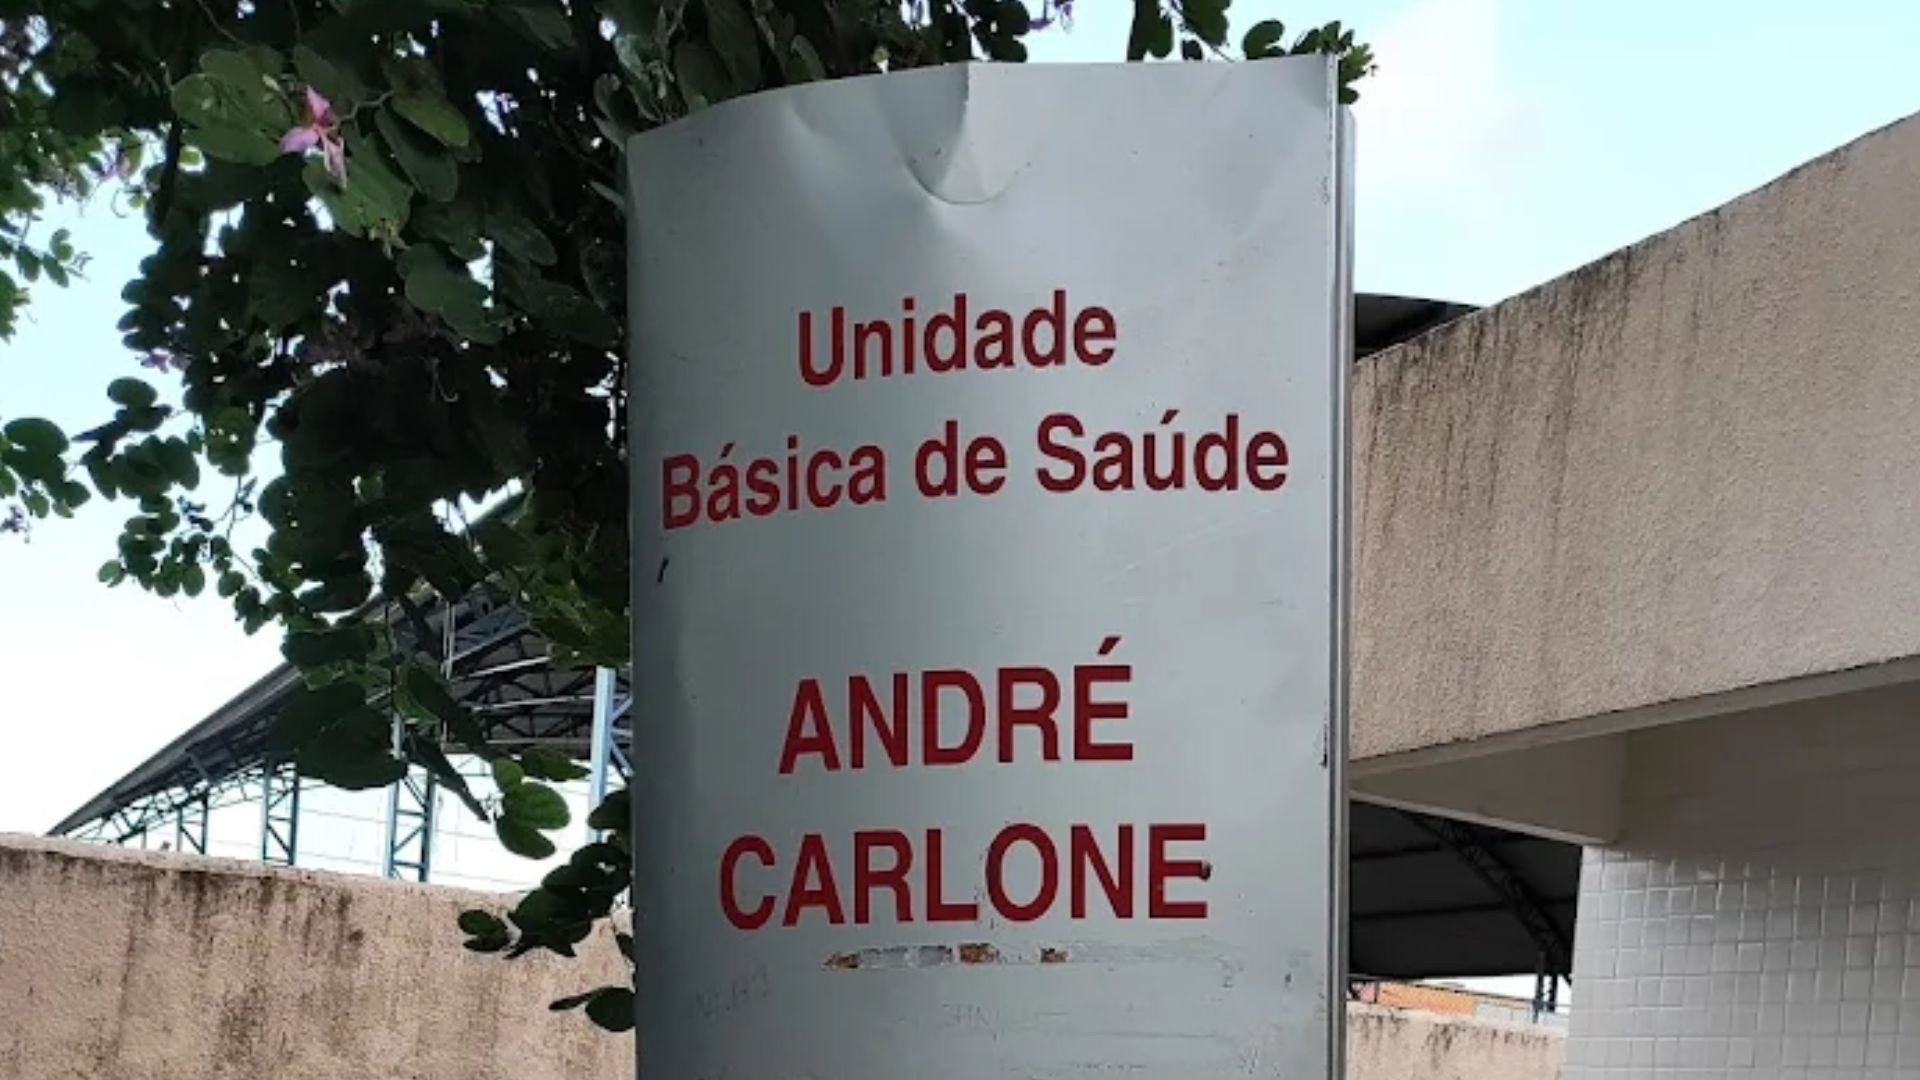 Unidade
Básica de Saúde
ANDRÉ
CARLONE